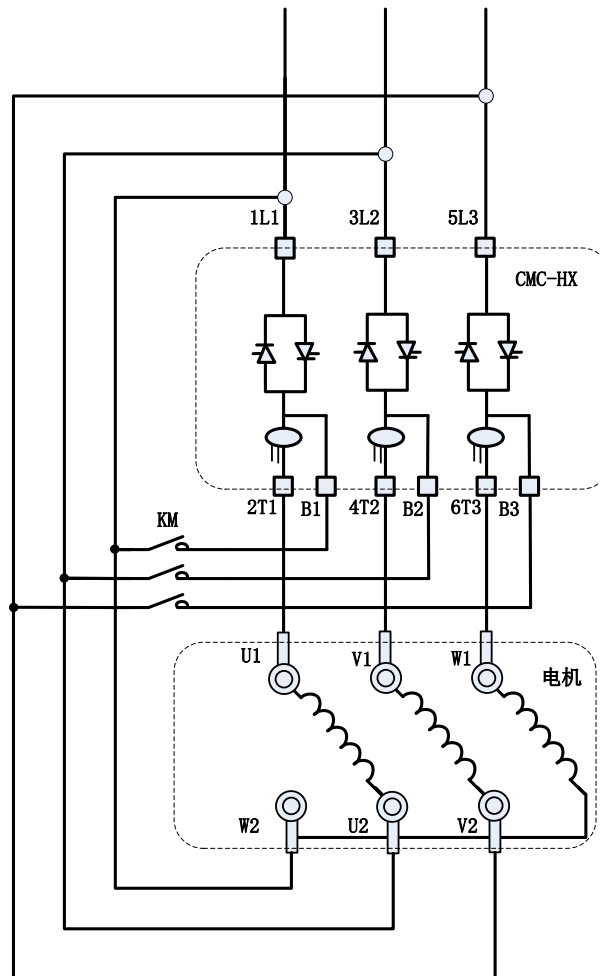 1L1 3L2 5L3
CMC-HX
2T1 B1 4T2 B2 6T3 B3
KM
U1 V1 W1
电机
W2 U2 V2